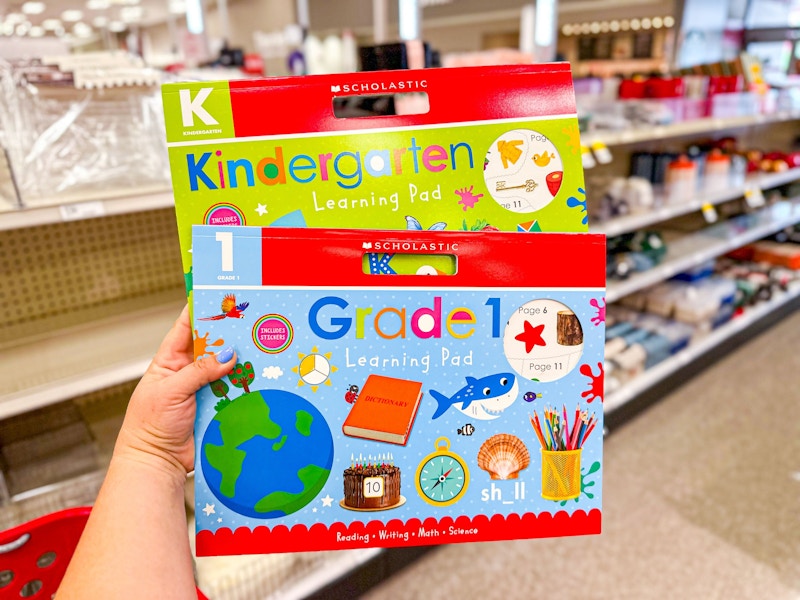 SCHOLASTIC
K
KINDERGARTEN
Kindergarten
Learning Pad
Page 11
INCLUDES
STICKERS
SCHOLASTIC
1
GRADE 1
K
Grade 1
Learning Pad
INCLUDES
STICKERS
Page 6
Page 11
DICTIONARY
10
sh_ll
Reading • Writing • Math • Science